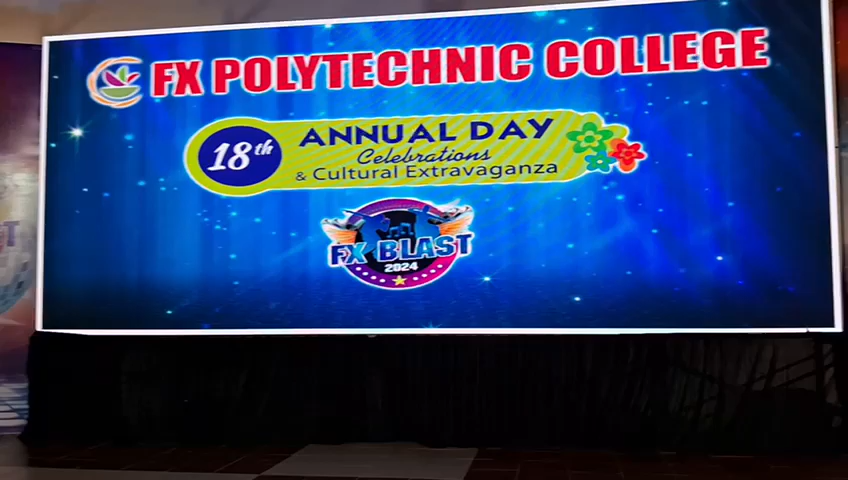 FX POLYTECHNIC COLLEGE
18th
ANNUAL DAY
Celebrations
& Cultural Extravaganza
FX BLAST
2024